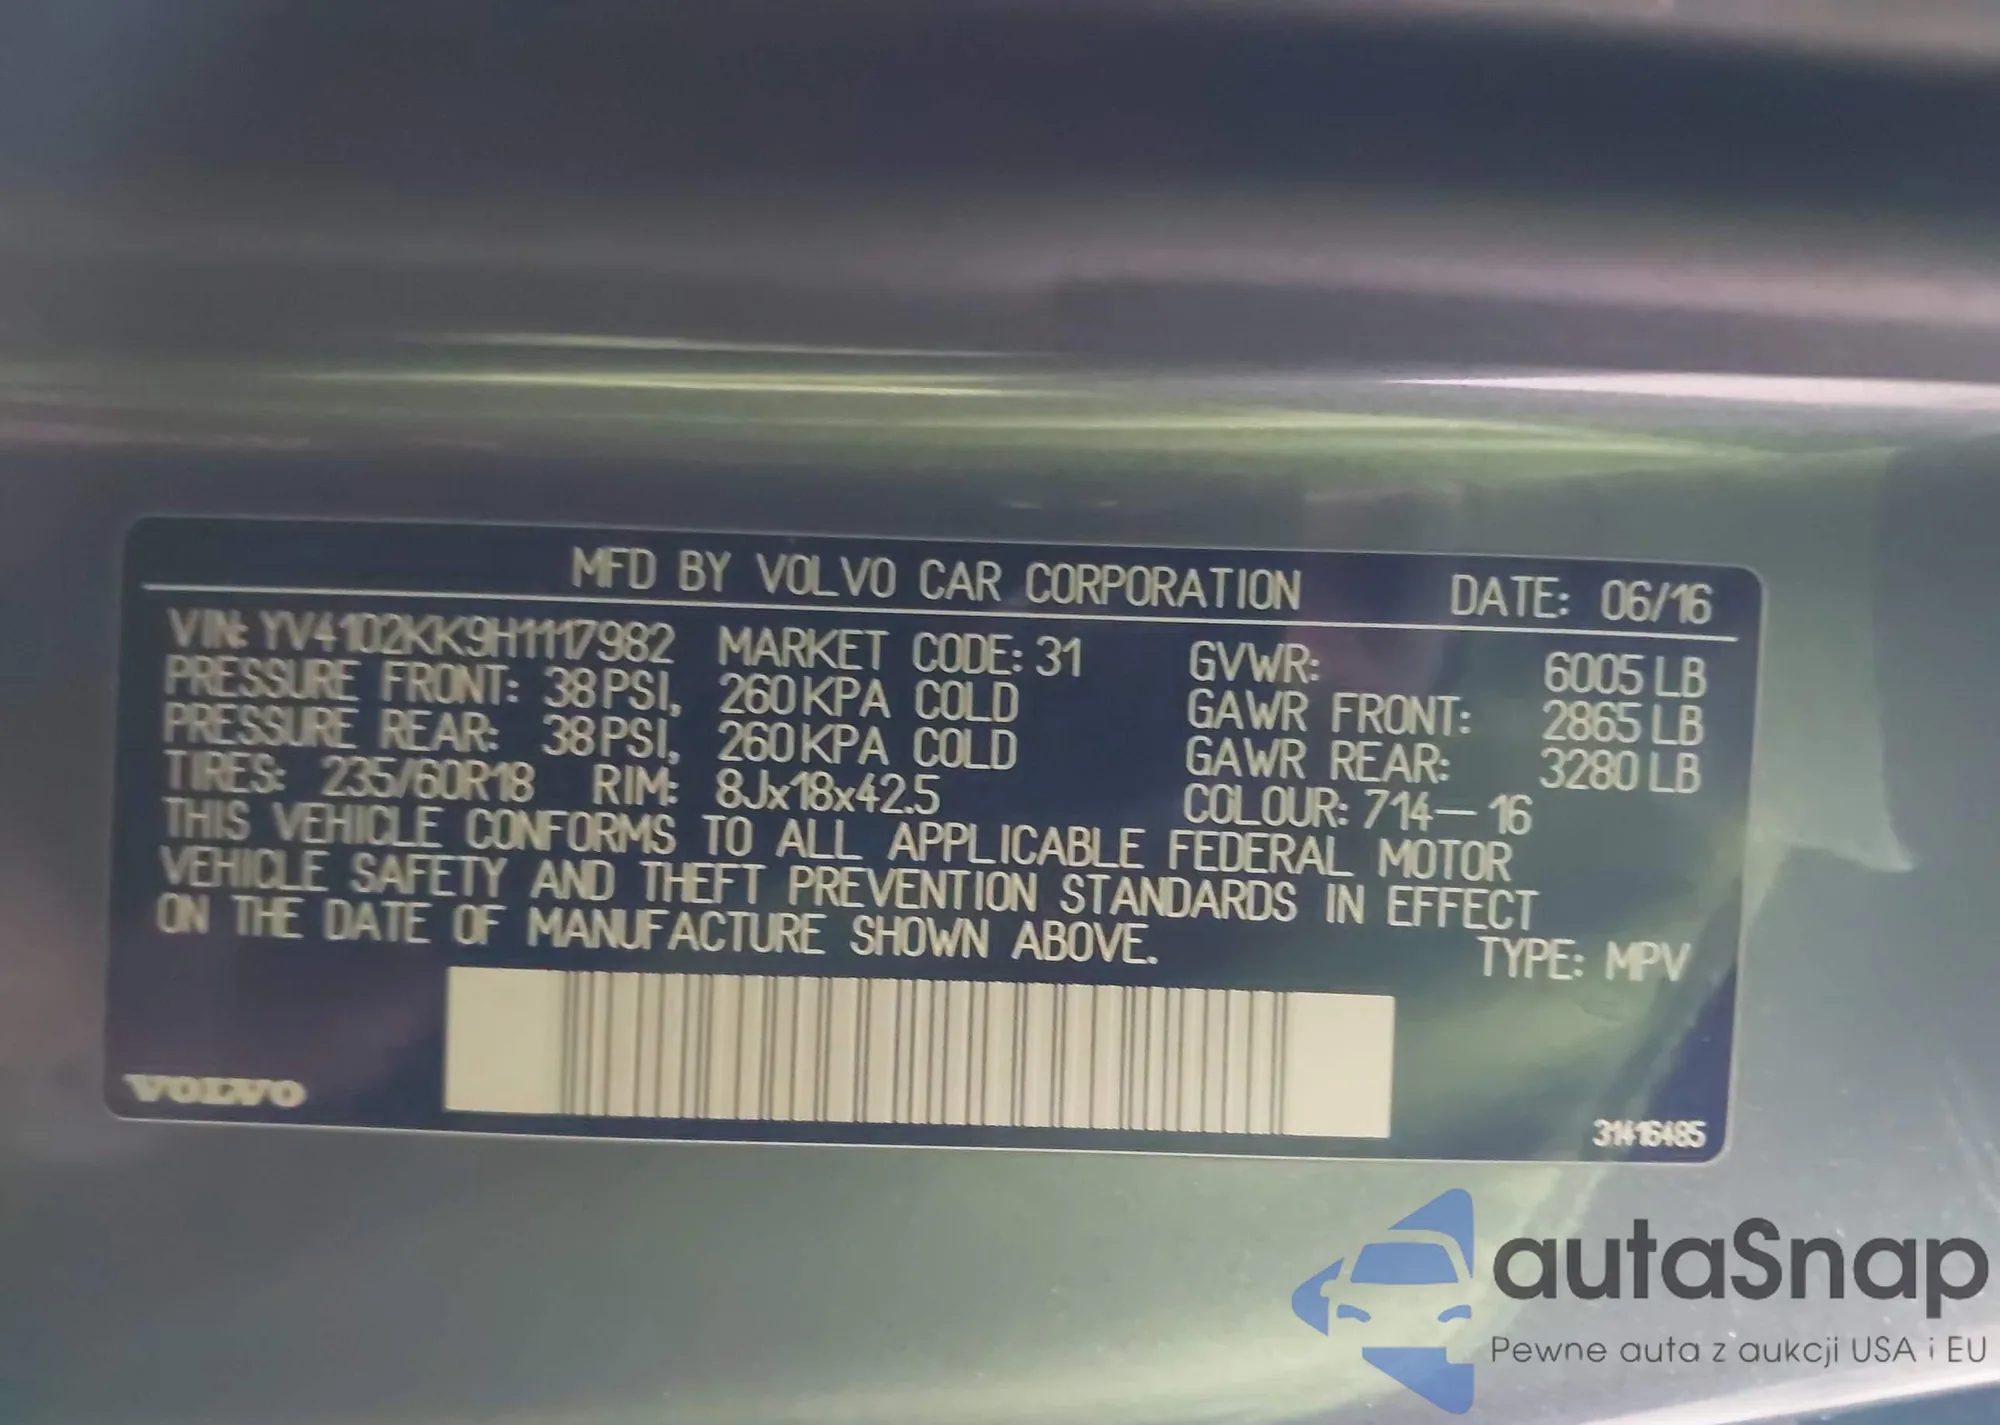 MFD BY VOLVO CAR CORPORATION DATE: 06/16
VIN: YV4102KK9H1117982 MARKET CODE: 31 GVWR: 6005 LB
PRESSURE FRONT: 38 PSI, 260 KPA COLD GAWR FRONT: 2865 LB
PRESSURE REAR: 38 PSI, 260 KPA COLD GAWR REAR: 3280 LB
TIRES: 235/60R18 RIM: 8Jx18x42.5 COLOUR: 714-16
THIS VEHICLE CONFORMS TO ALL APPLICABLE FEDERAL MOTOR
VEHICLE SAFETY AND THEFT PREVENTION STANDARDS IN EFFECT
ON THE DATE OF MANUFACTURE SHOWN ABOVE. TYPE: MPV
VOLVO
31416485
autaSnap
Pewne auta z aukcji USA i EU